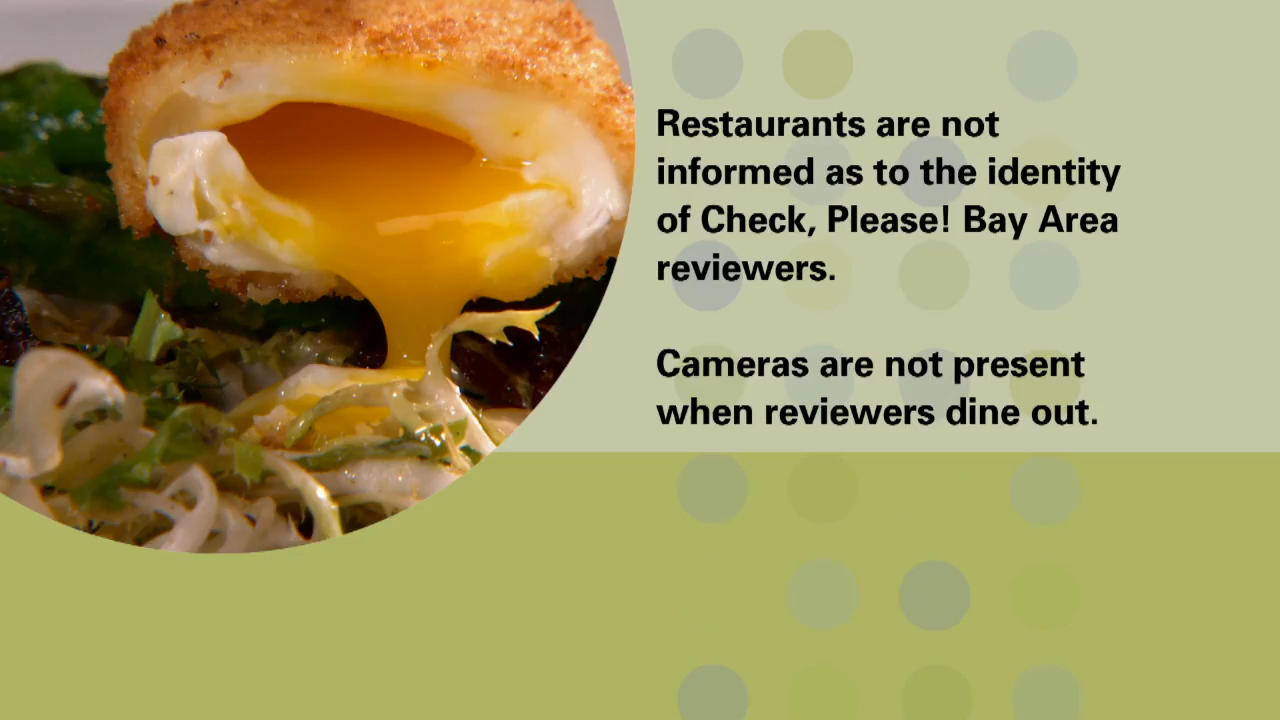 Restaurants are not
informed as to the identity
of Check, Please! Bay Area
reviewers.
Cameras are not present
when reviewers dine out.